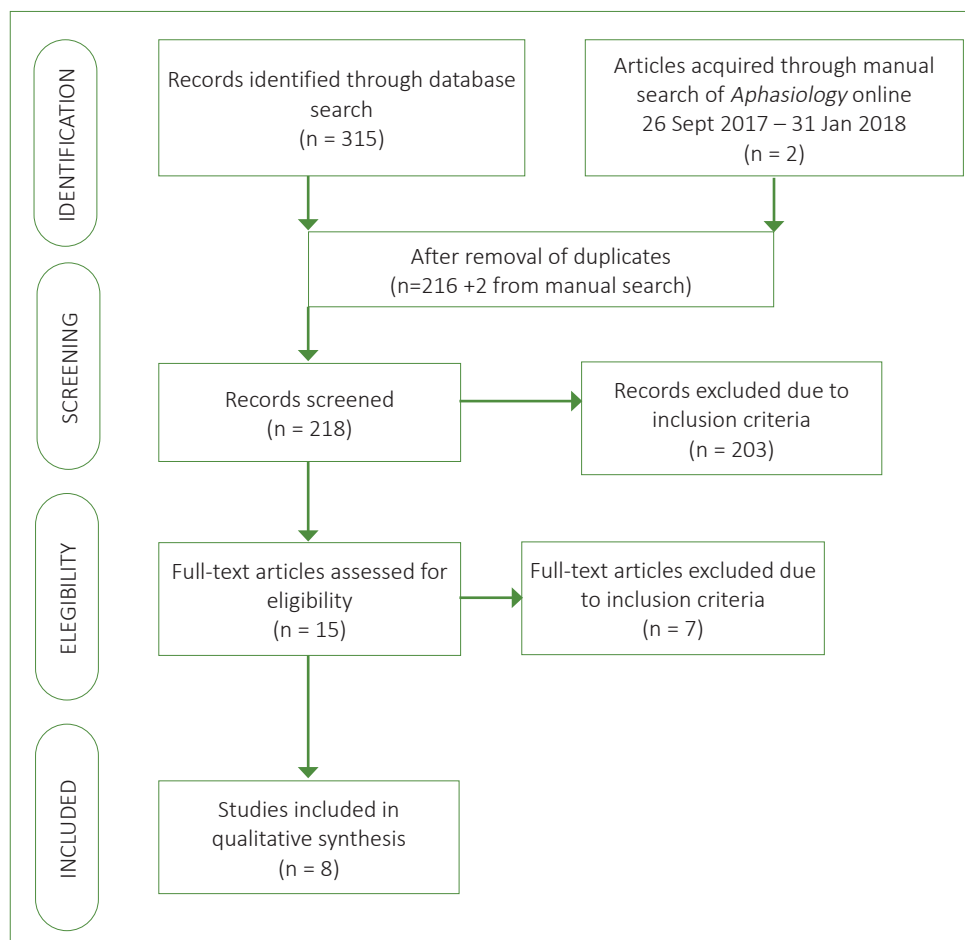 IDENTIFICATION
Records identified through database
search
(n = 315)
Articles acquired through manual
search of Aphasiology online
26 Sept 2017 – 31 Jan 2018
(n = 2)
After removal of duplicates
(n=216 +2 from manual search)
SCREENING
Records screened
(n = 218)
Records excluded due to
inclusion criteria
(n = 203)
ELEGIBILITY
Full-text articles assessed for
eligibility
(n = 15)
Full-text articles excluded due
to inclusion criteria
(n = 7)
INCLUDED
Studies included in
qualitative synthesis
(n = 8)